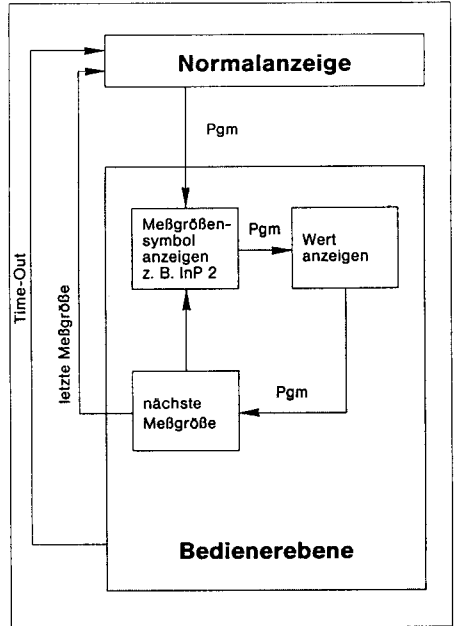 Normalanzeige
Pgm
Meßgrößen-
symbol
anzeigen
z. B. InP 2
Pgm
Wert
anzeigen
Pgm
nächste
Meßgröße
letzte Meßgröße
Time-Out
Bedienerebene